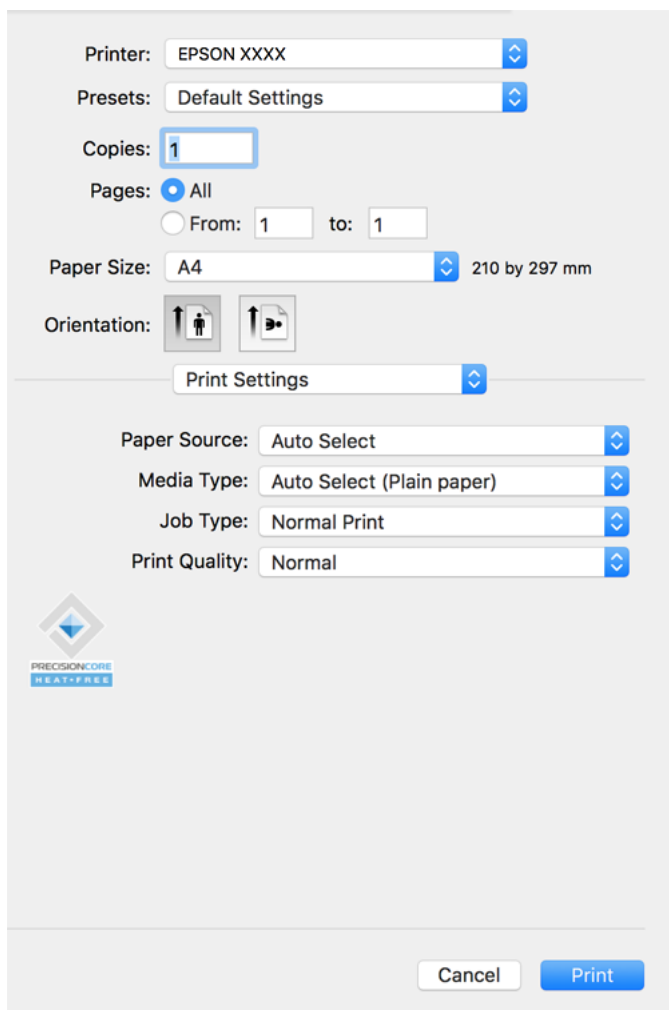 Printer: EPSON XXXX
Presets: Default Settings
Copies: 1
Pages: All
From: 1 to: 1
Paper Size: A4 210 by 297 mm
Orientation:
Print Settings
Paper Source: Auto Select
Media Type: Auto Select (Plain paper)
Job Type: Normal Print
Print Quality: Normal
PRECISIONCORE
HEAT-FREE
Cancel Print